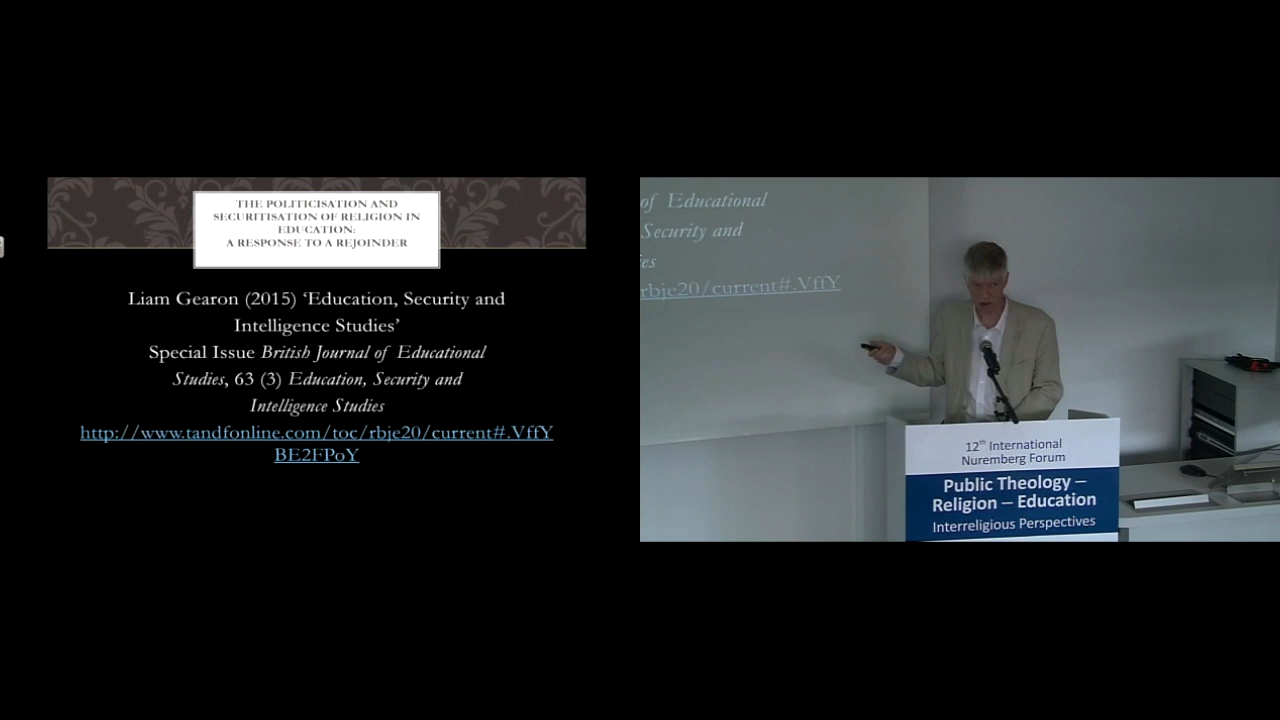 THE POLITICISATION AND
SECURITISATION OF RELIGION IN
EDUCATION:
A RESPONSE TO A REJOINDER
Liam Gearon (2015) ‘Education, Security and
Intelligence Studies’
Special Issue British Journal of Educational
Studies, 63 (3) Education, Security and
Intelligence Studies
http://www.tandfonline.com/toc/rbje20/current#.VffY
BE2FPoY
of Educational
Security and
ies
rbje20/current#.VffY
12th International
Nuremberg Forum
Public Theology –
Religion – Education
Interreligious Perspectives